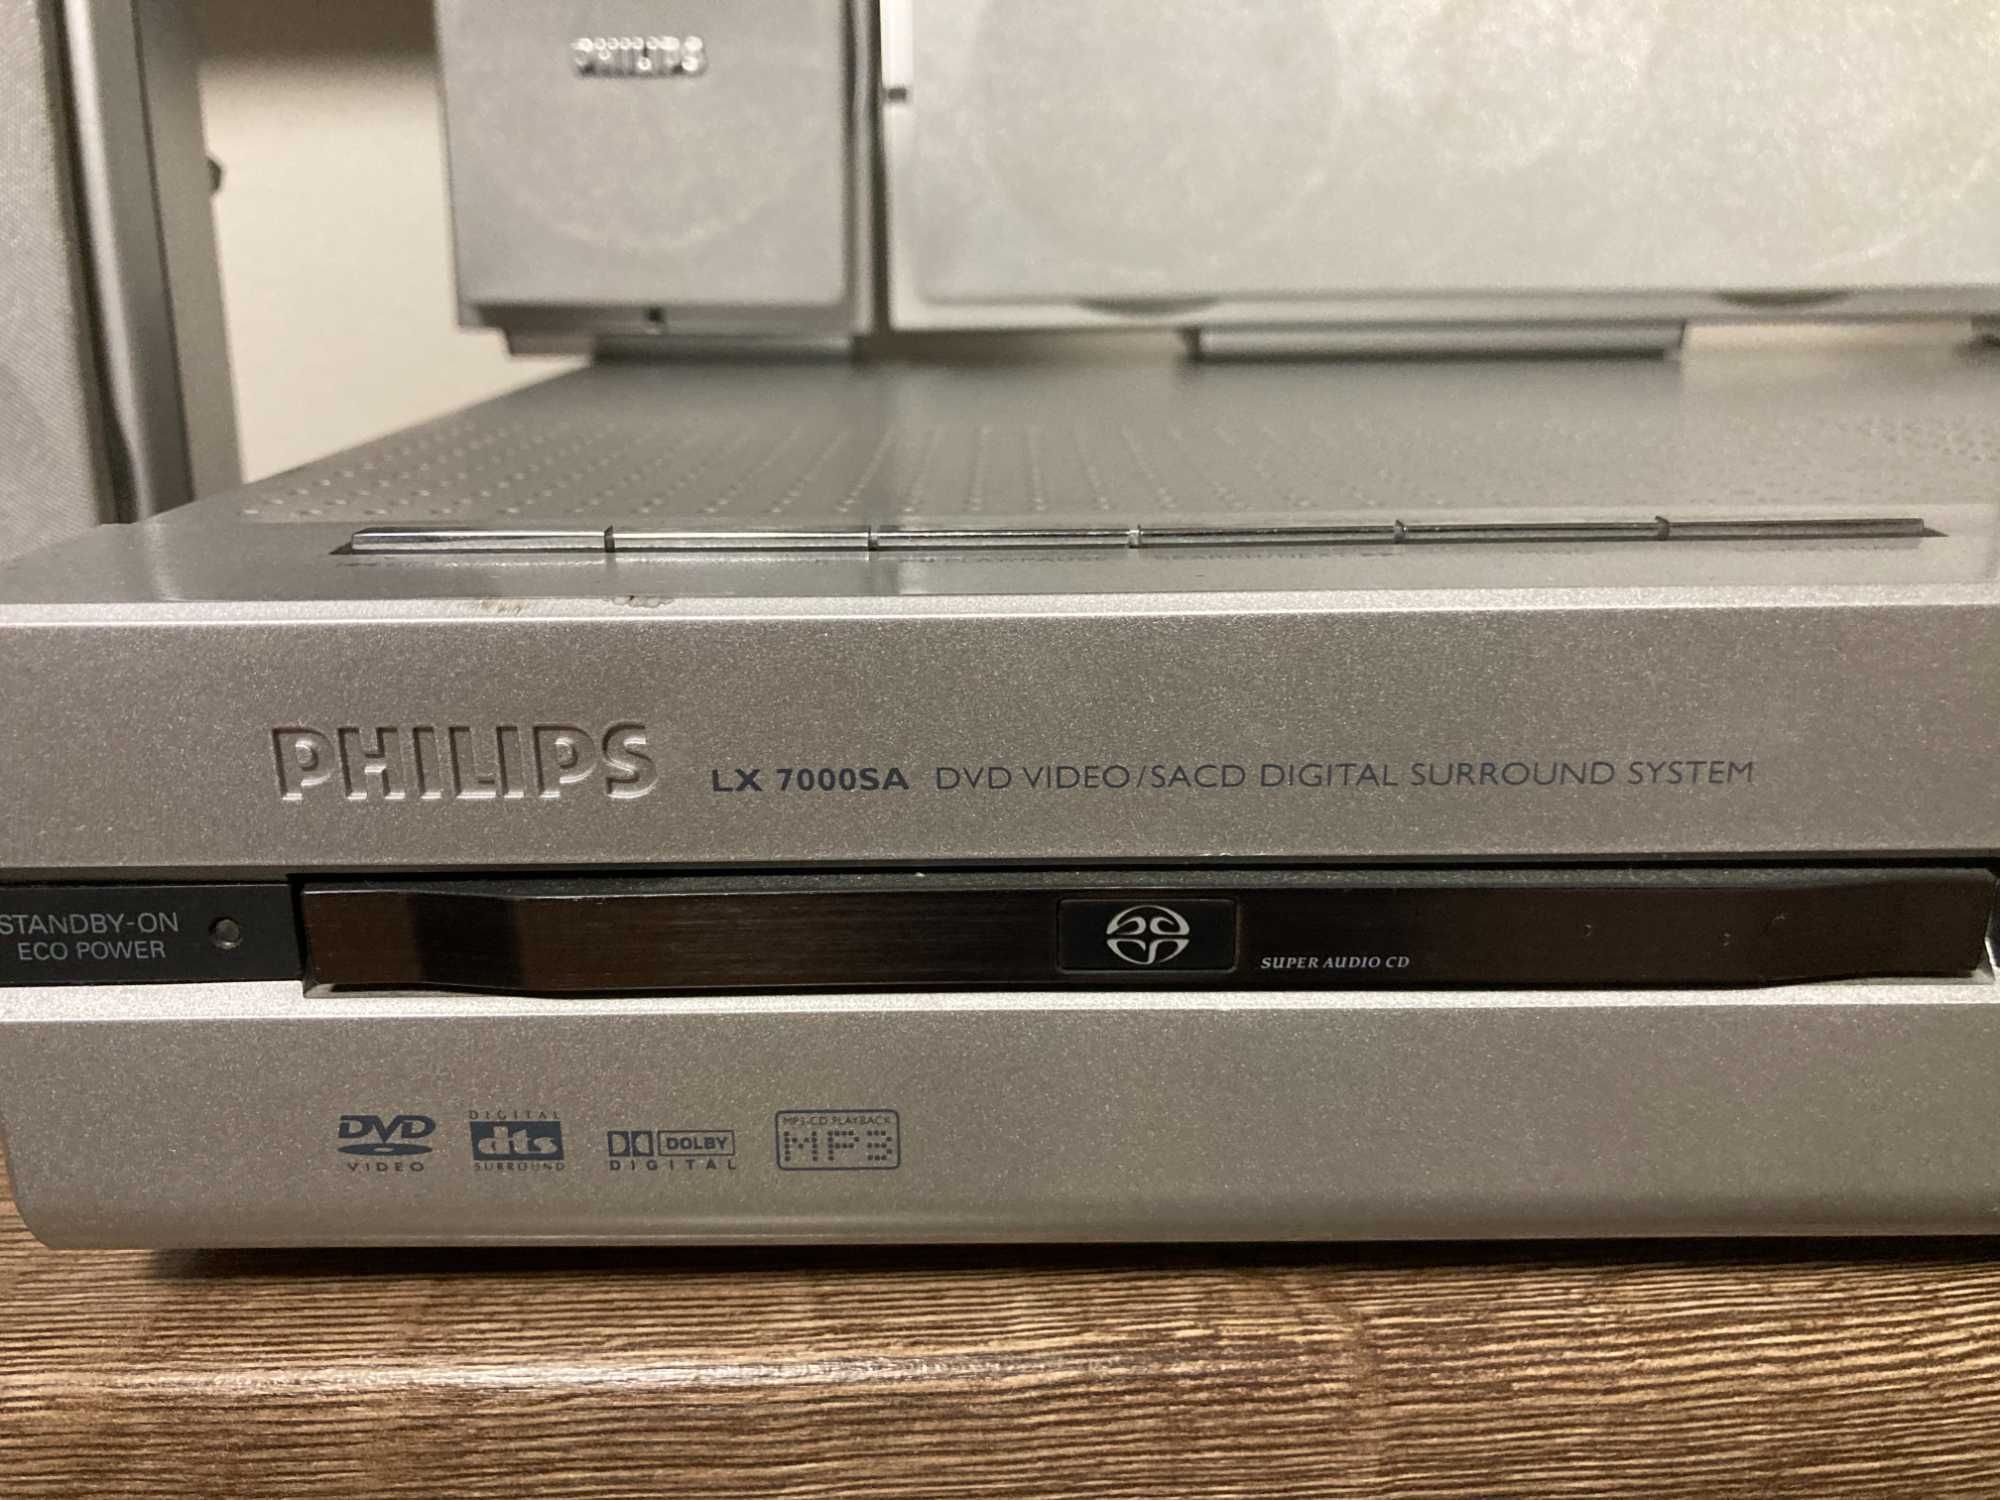 PHILIPS
PHILIPS LX 7000SA DVD VIDEO/SACD DIGITAL SURROUND SYSTEM
STANDBY-ON
ECO POWER
SUPER AUDIO CD
DVD
VIDEO
DIGITAL
dts
SURROUND
DOLBY
DIGITAL
MP3-CD PLAYBACK
MP3